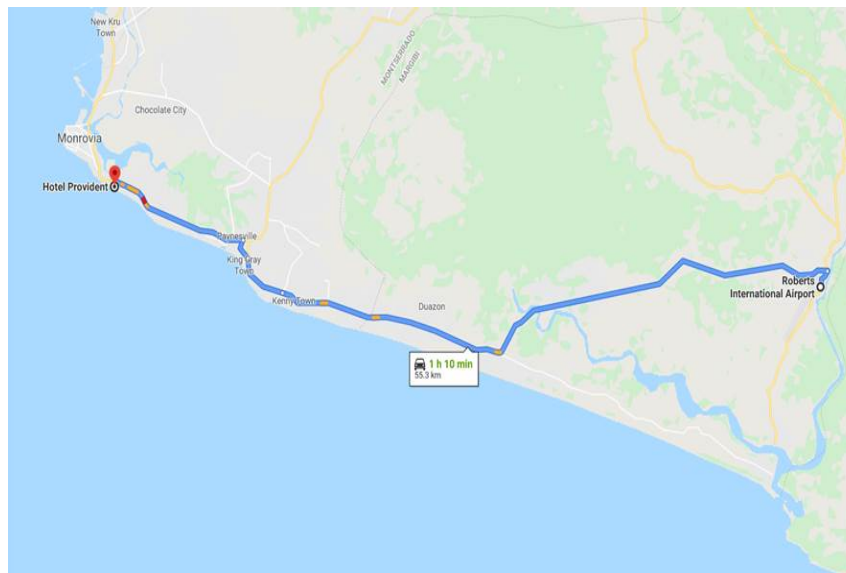 New Kru
Town
MONTSERRADO
MARGIBI
Chocolate City
Monrovia
Hotel Provident
Paynesville
King Gray
Town
Roberts
International Airport
Kenny Town
Duazon
1 h 10 min
55.3 km